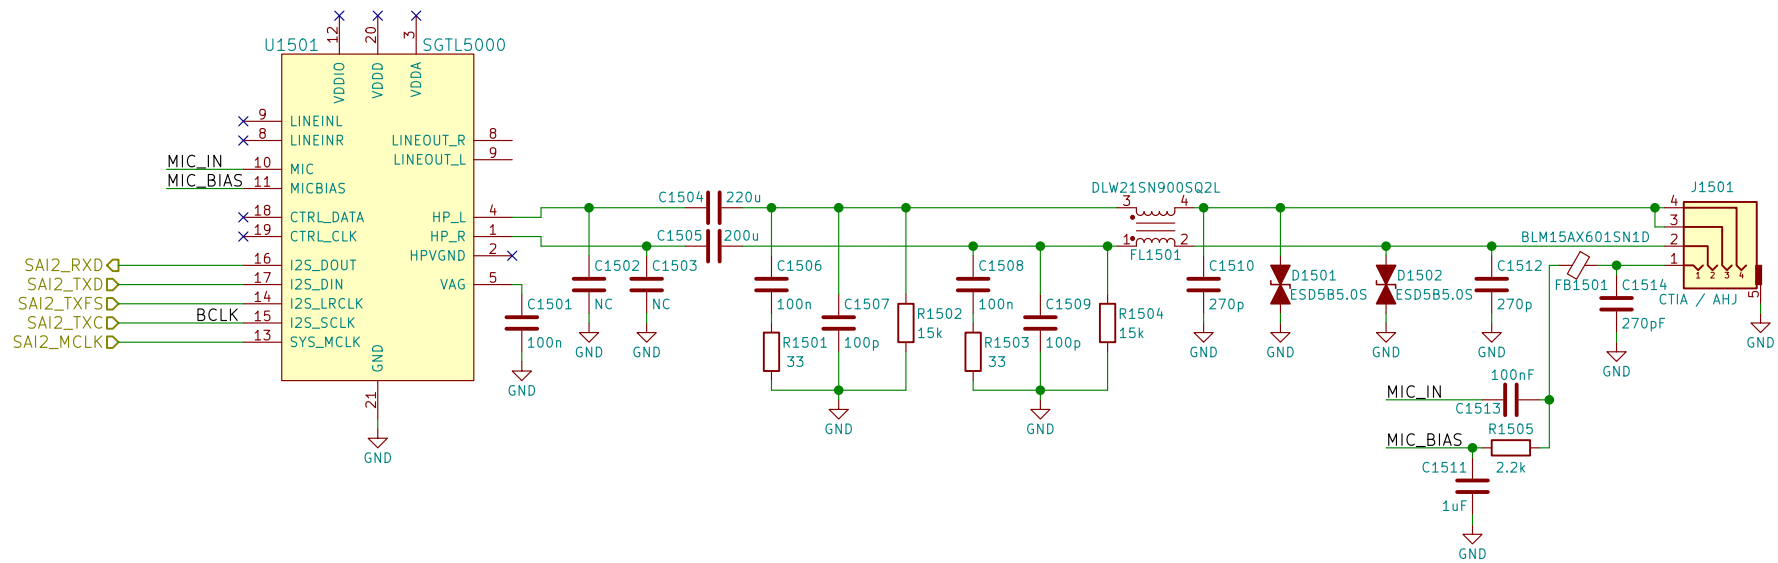 U1501
SGTL5000
12
20
3
VDDIO
VDDD
VDDA
9
LINEINL
8
LINEINR
LINEOUT_R
8
LINEOUT_L
9
MIC_IN
10
MIC
MIC_BIAS
11
MICBIAS
18
CTRL_DATA
HP_L
4
19
CTRL_CLK
HP_R
1
HPVGND
2
SAI2_RXD
16
I2S_DOUT
SAI2_TXD
17
I2S_DIN
VAG
5
SAI2_TXFS
14
I2S_LRCLK
SAI2_TXC
BCLK
15
I2S_SCLK
SAI2_MCLK
13
SYS_MCLK
GND
21
GND
C1501
100n
GND
C1502
NC
GND
C1503
NC
GND
C1504
220u
C1505
200u
C1506
100n
R1501
33
C1507
100p
GND
R1502
15k
C1508
100n
R1503
33
C1509
100p
GND
R1504
15k
DLW21SN900SQ2L
3
4
1
2
FL1501
C1510
270p
GND
D1501
ESD5B5.0S
GND
D1502
ESD5B5.0S
GND
C1512
270p
GND
BLM15AX601SN1D
FB1501
C1514
270pF
GND
J1501
4
3
2
1
1 2 3 4
CTIA / AHJ
5
GND
MIC_IN
100nF
C1513
MIC_BIAS
R1505
2.2k
C1511
1uF
GND